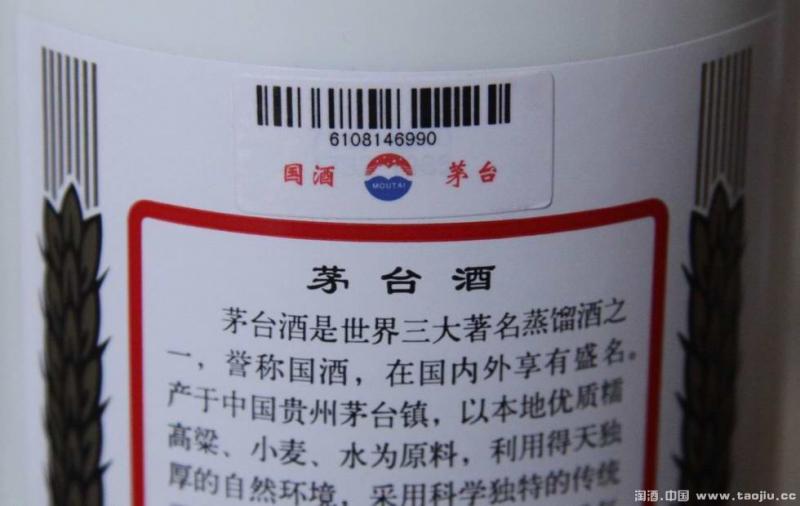 6108146990
国酒 MOUTAI 茅台
茅台酒
茅台酒是世界三大著名蒸馏酒之
一，誉称国酒，在国内外享有盛名。
产于中国贵州茅台镇，以本地优质糯
高粱、小麦、水为原料，利用得天独
厚的自然环境，采用科学独特的传统
淘酒.中国 www.taojiu.cc